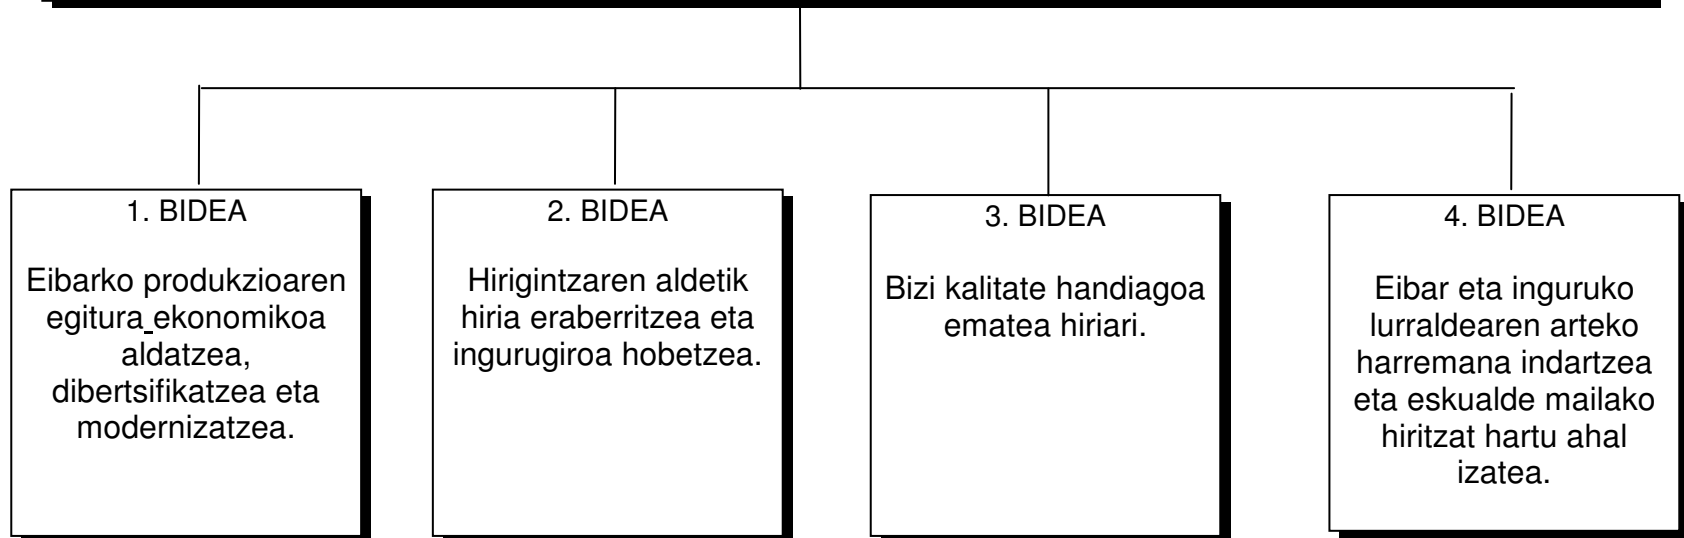 1. BIDEA
Eibarko produkzioaren
egitura ekonomikoa
aldatzea,
dibertsifikatzea eta
modernizatzea.
2. BIDEA
Hirigintzaren aldetik
hiria eraberritzea eta
ingurugiroa hobetzea.
3. BIDEA
Bizi kalitate handiagoa
ematea hiriari.
4. BIDEA
Eibar eta inguruko
lurraldearen arteko
harremana indartzea
eta eskualde mailako
hiritzat hartu ahal
izatea.